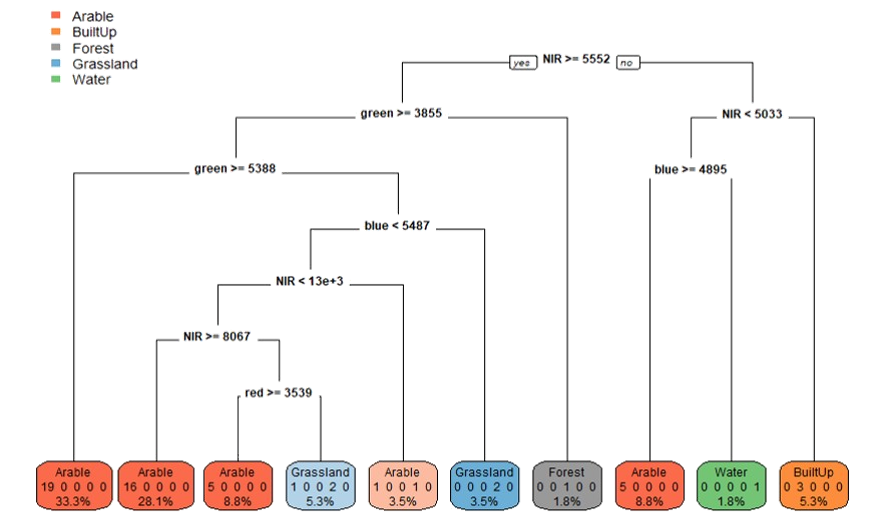 Arable
BuiltUp
Forest
Grassland
Water
yes NIR >= 5552 no
green >= 3855 NIR < 5033
green >= 5388 blue >= 4895
blue < 5487
NIR < 13e+3
NIR >= 8067
red >= 3539
Arable Arable Arable Grassland Arable Grassland Forest Arable Water BuiltUp
19 0 0 0 0 16 0 0 0 0 5 0 0 0 0 1 0 0 2 0 1 0 0 1 0 0 0 0 2 0 0 0 1 0 0 5 0 0 0 0 0 0 0 0 1 0 3 0 0 0
33.3% 28.1% 8.8% 5.3% 3.5% 3.5% 1.8% 8.8% 1.8% 5.3%